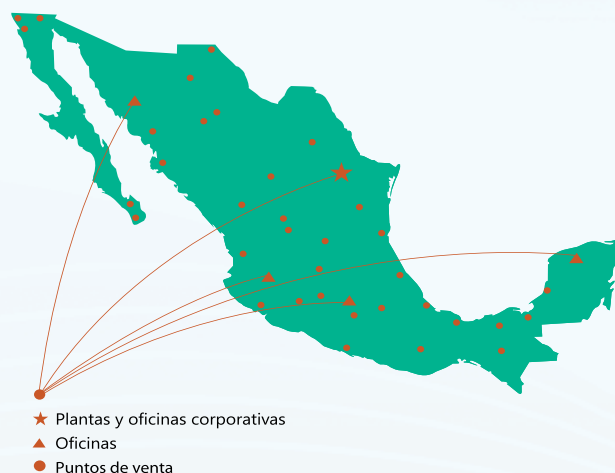 Plantas y oficinas corporativas
Oficinas
Puntos de venta